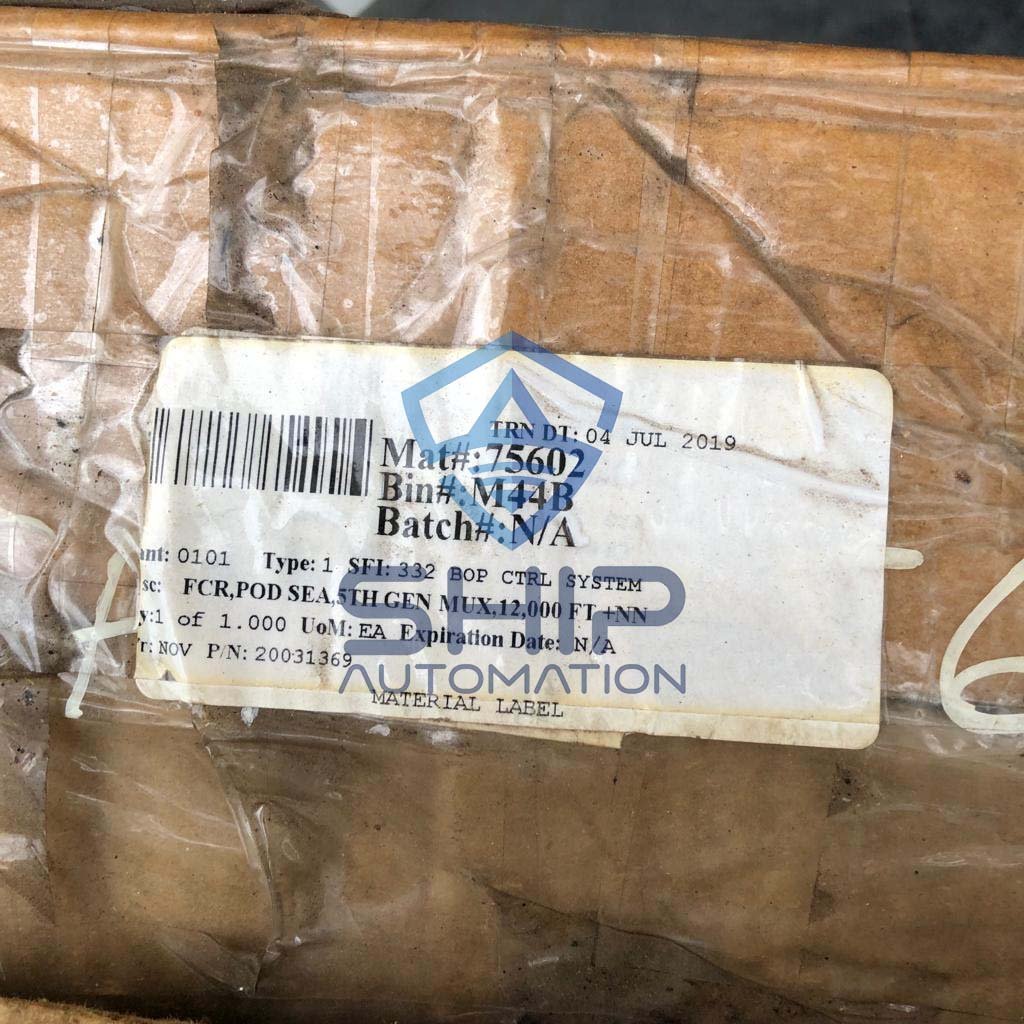 TRN DT: 04 JUL 2019
Mat#: 75602
Bin#: M44B
Batch#: N/A
ant: 0101 Type: 1 SFI: 332 BOP CTRL SYSTEM
sc: FCR,POD SEA,5TH GEN MUX,12,000 FT,+NN
y:1 of 1.000 UoM: EA Expiration Date: N/A
r: NOV P/N: 20031369
MATERIAL LABEL
SHIP
AUTOMATION